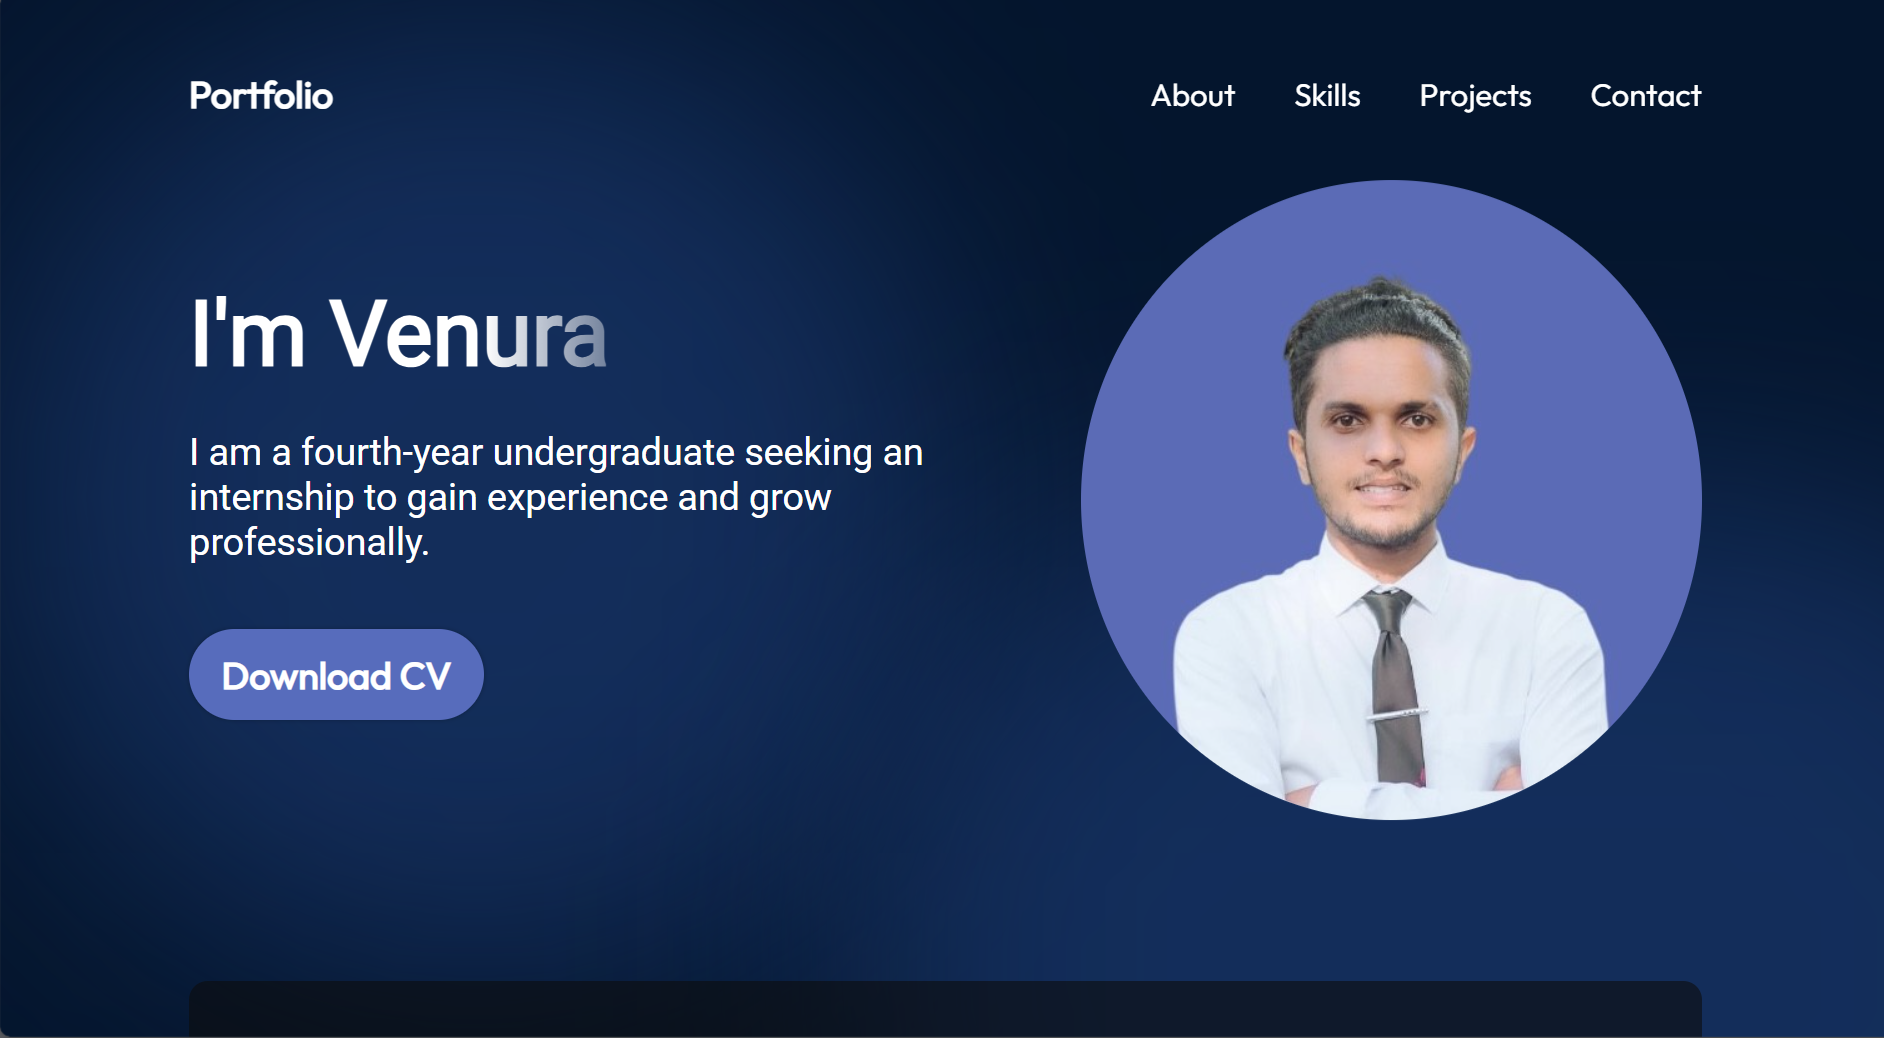 Portfolio
About
Skills
Projects
Contact
I'm Venura
I am a fourth-year undergraduate seeking an
internship to gain experience and grow
professionally.
Download CV